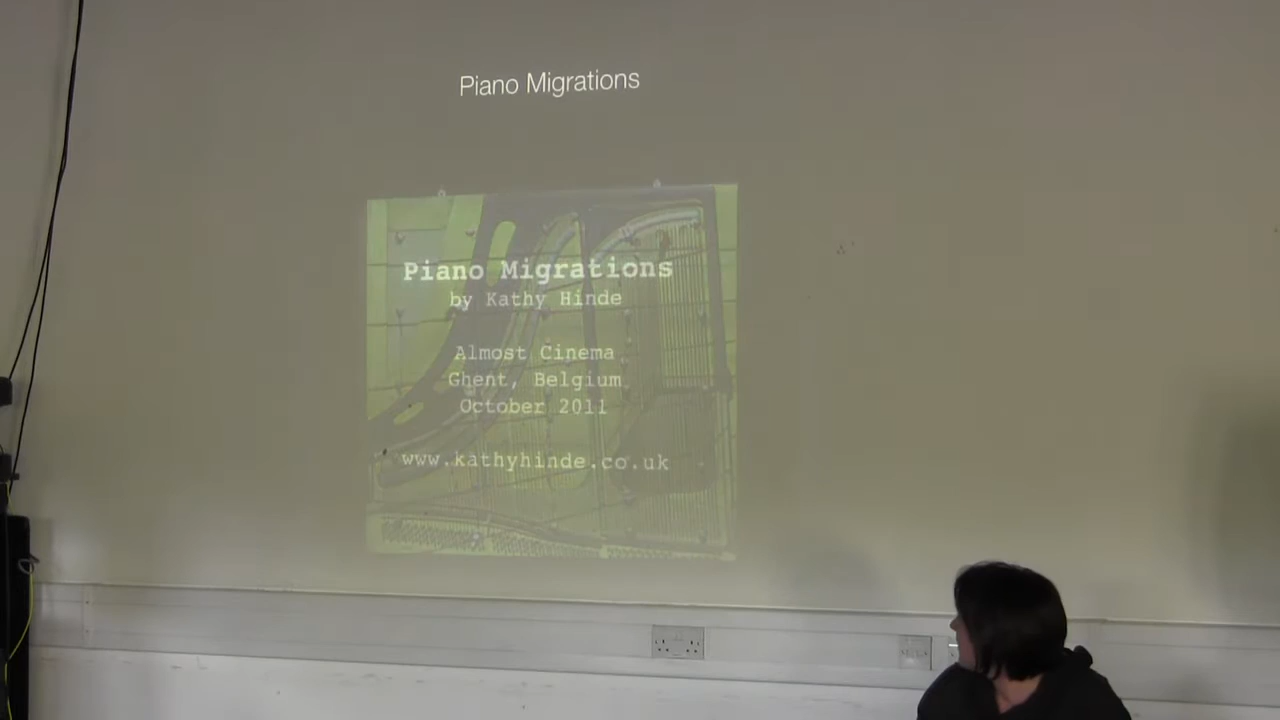 Piano Migrations
Piano Migrations
by Kathy Hinde
Almost Cinema
Ghent, Belgium
October 2011
www.kathyhinde.co.uk